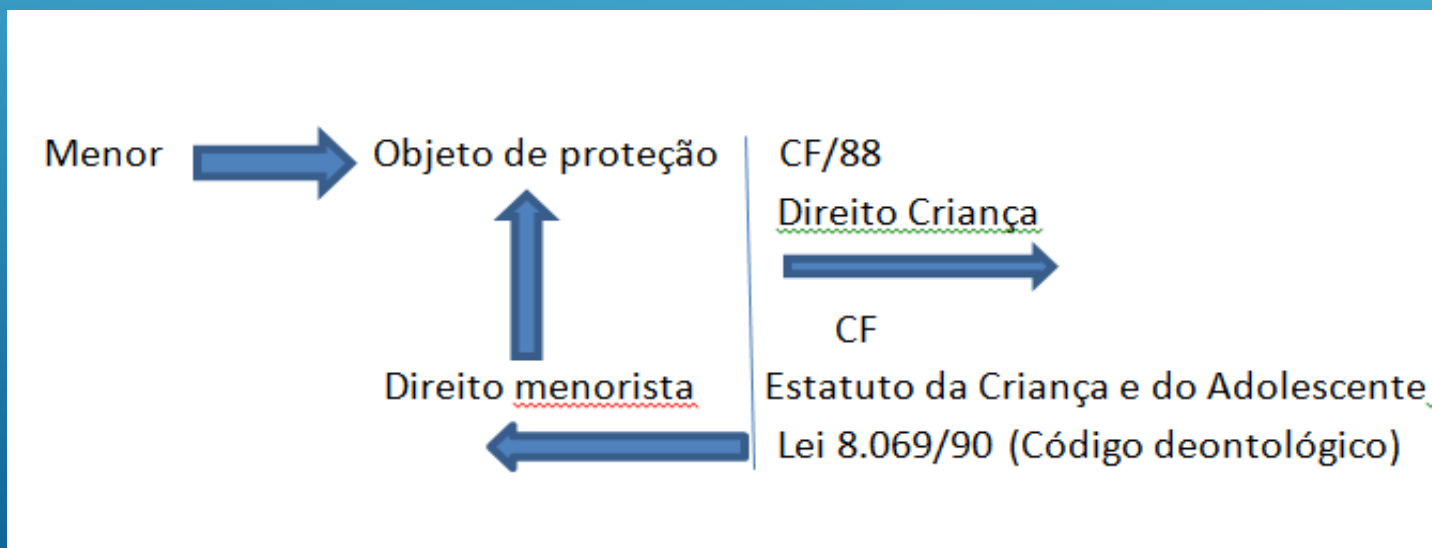 Menor
Objeto de proteção
CF/88
Direito Criança
CF
Direito menorista
Estatuto da Criança e do Adolescente
Lei 8.069/90 (Código deontológico)